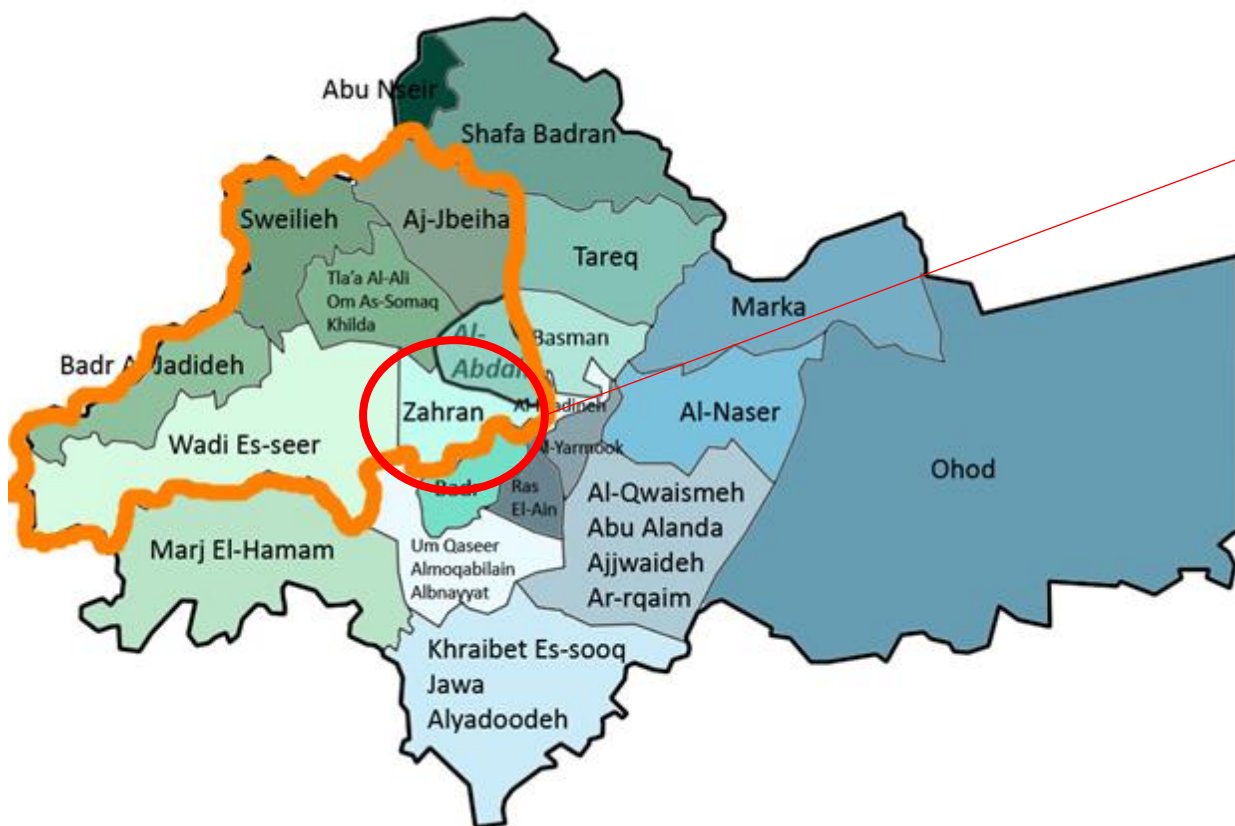 Abu Nseir
Shafa Badran
Sweilieh
Aj-Jbeiha
Tareq
Tla'a Al-Ali
Om As-Somaq
Khilda
Marka
Al-
Basman
Badr Jadideh
Zahran
Al-Naser
Wadi Es-seer
Ohod
Ras
El-Ain
Al-Qwaismeh
Abu Alanda
Ajjwaideh
Ar-rqaim
Marj El-Hamam
Um Qaseer
Almoqabilain
Albnayyat
Khraibet Es-sooq
Jawa
Alyadoodeh